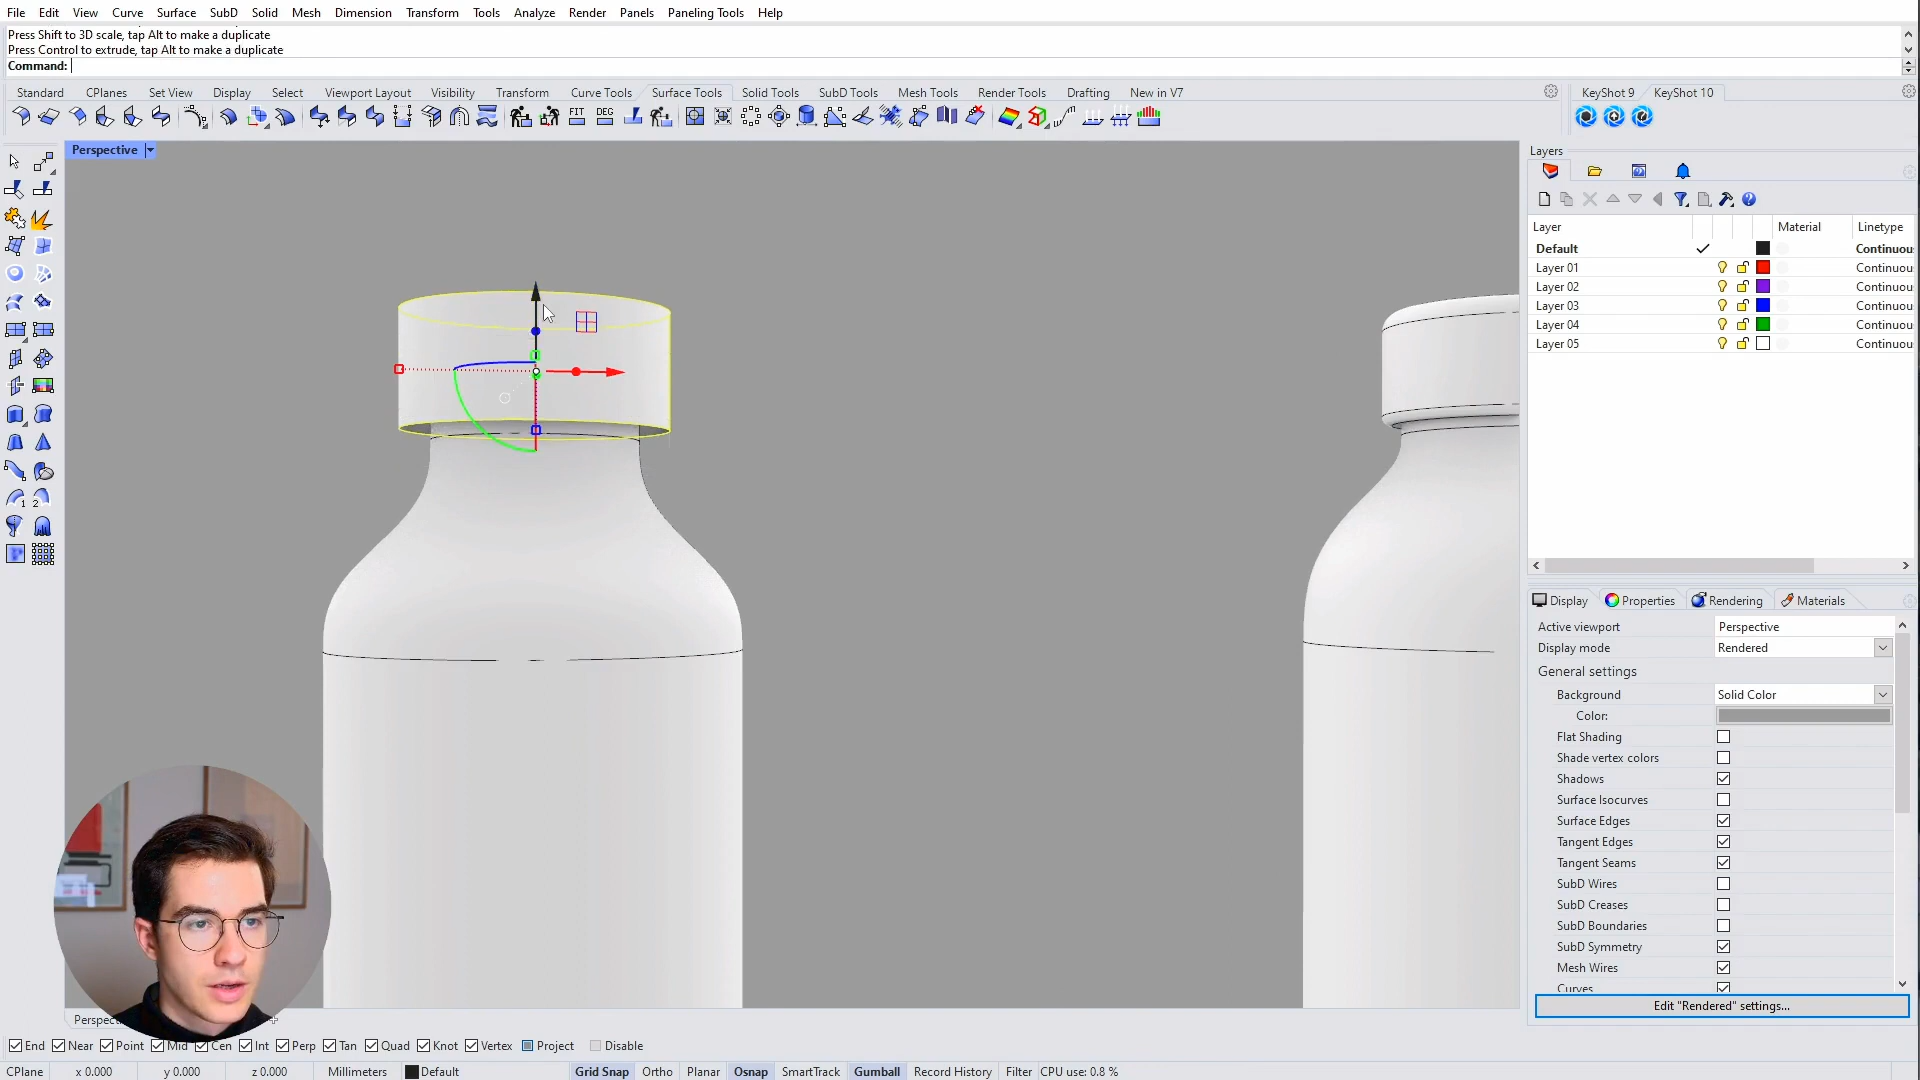 File Edit View Curve Surface SubD Solid Mesh Dimension Transform Tools Analyze Render Panels Paneling Tools Help
Press Shift to 3D scale, tap Alt to make a duplicate
Press Control to extrude, tap Alt to make a duplicate
Command:
Standard CPlanes Set View Display Select Viewport Layout Visibility Transform Curve Tools Surface Tools Solid Tools SubD Tools Mesh Tools Render Tools Drafting New in V7
KeyShot 9 KeyShot 10
FIT DEG
Perspective
Layers
Layer Material Linetype
Default Continuou
Layer 01 Continuou
Layer 02 Continuou
Layer 03 Continuou
Layer 04 Continuou
Layer 05 Continuou
1 2
Display Properties Rendering Materials
Active viewport Perspective
Display mode Rendered
General settings
Background Solid Color
Color:
Flat Shading
Shade vertex colors
Shadows
Surface Isocurves
Surface Edges
Tangent Edges
Tangent Seams
SubD Wires
SubD Creases
SubD Boundaries
SubD Symmetry
Mesh Wires
Curves
Edit "Rendered" settings...
Perspec
End Near Point Mid Cen Int Perp Tan Quad Knot Vertex Project Disable
CPlane x 0.000 y 0.000 z 0.000 Millimeters Default Grid Snap Ortho Planar Osnap SmartTrack Gumball Record History Filter CPU use: 0.8 %